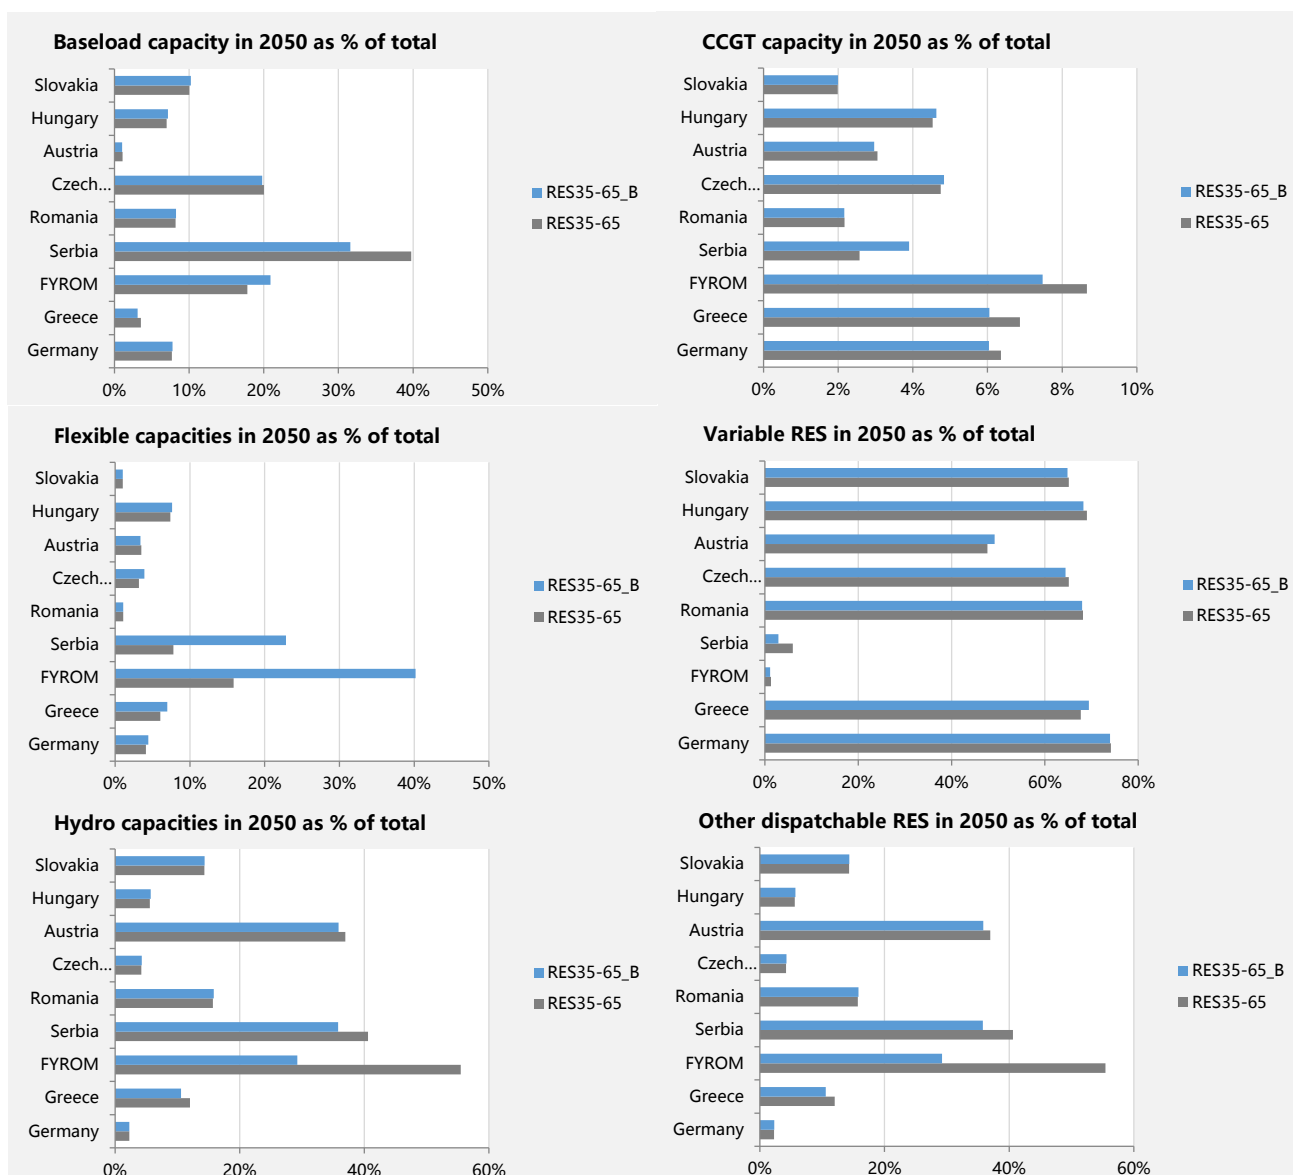 Baseload capacity in 2050 as % of total
Slovakia
Hungary
Austria
Czech...
Romania
Serbia
FYROM
Greece
Germany
0% 10% 20% 30% 40% 50%
RES35-65_B
RES35-65
CCGT capacity in 2050 as % of total
Slovakia
Hungary
Austria
Czech...
Romania
Serbia
FYROM
Greece
Germany
0% 2% 4% 6% 8% 10%
RES35-65_B
RES35-65
Flexible capacities in 2050 as % of total
Slovakia
Hungary
Austria
Czech...
Romania
Serbia
FYROM
Greece
Germany
0% 10% 20% 30% 40% 50%
RES35-65_B
RES35-65
Variable RES in 2050 as % of total
Slovakia
Hungary
Austria
Czech...
Romania
Serbia
FYROM
Greece
Germany
0% 20% 40% 60% 80%
RES35-65_B
RES35-65
Hydro capacities in 2050 as % of total
Slovakia
Hungary
Austria
Czech...
Romania
Serbia
FYROM
Greece
Germany
0% 20% 40% 60%
RES35-65_B
RES35-65
Other dispatchable RES in 2050 as % of total
Slovakia
Hungary
Austria
Czech...
Romania
Serbia
FYROM
Greece
Germany
0% 20% 40% 60%
RES35-65_B
RES35-65